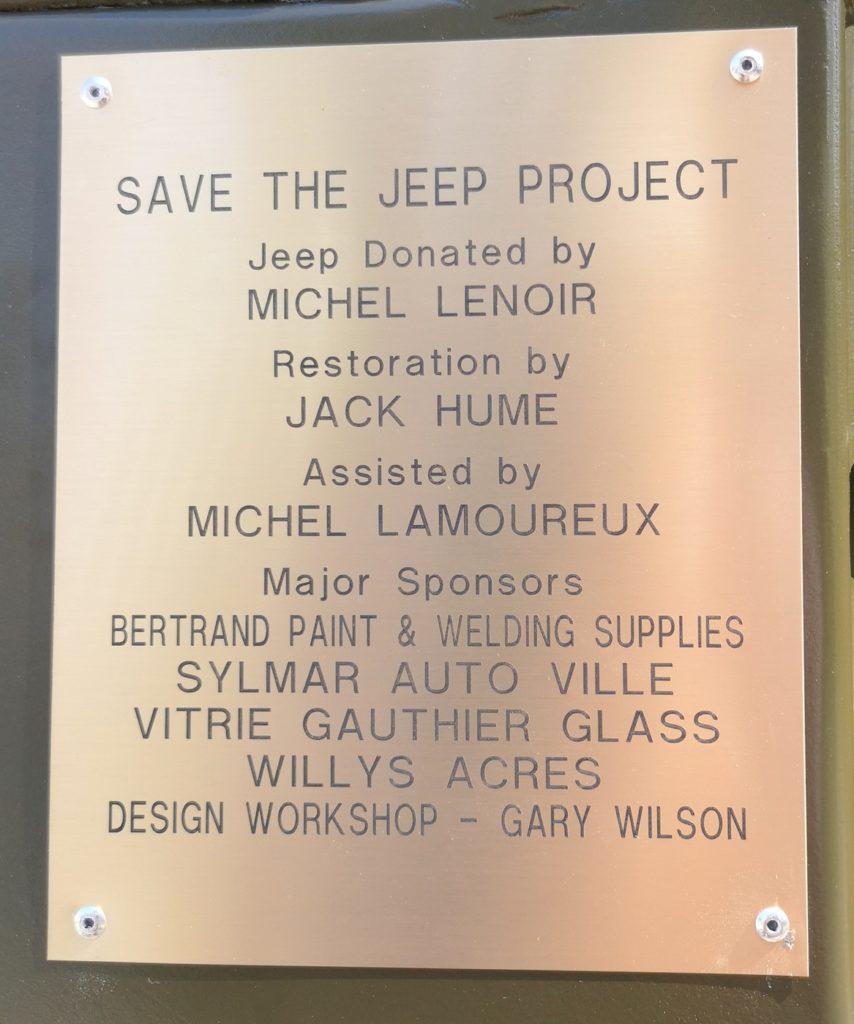 SAVE THE JEEP PROJECT
Jeep Donated by
MICHEL LENOIR
Restoration by
JACK HUME
Assisted by
MICHEL LAMOUREUX
Major Sponsors
BERTRAND PAINT & WELDING SUPPLIES
SYLMAR AUTO VILLE
VITRIE GAUTHIER GLASS
WILLYS ACRES
DESIGN WORKSHOP - GARY WILSON